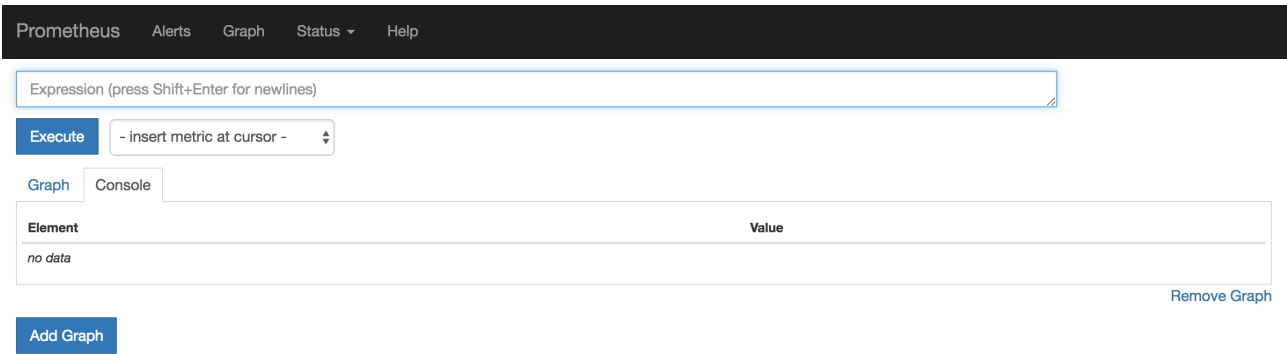 Prometheus Alerts Graph Status Help
Expression (press Shift+Enter for newlines)
Execute - insert metric at cursor -
Graph Console
Element Value
no data
Remove Graph
Add Graph